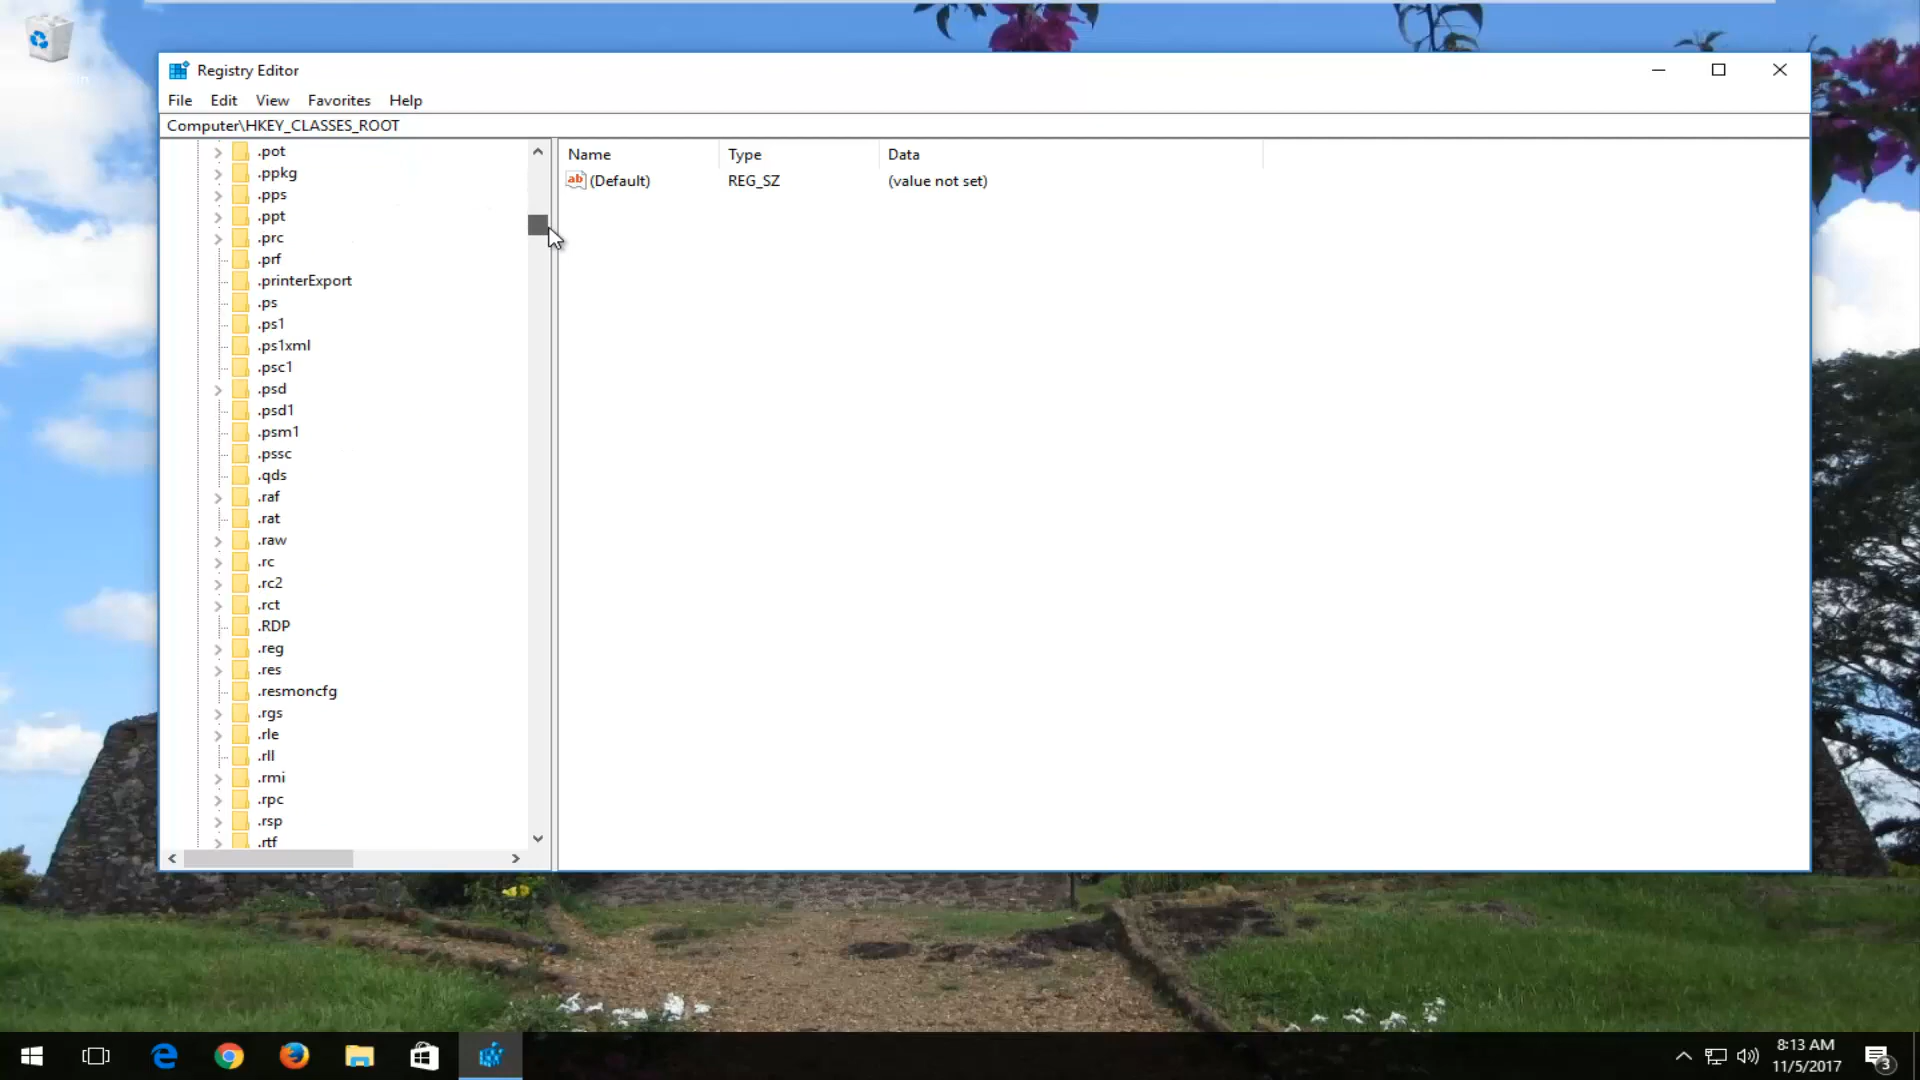 Registry Editor
File Edit View Favorites Help
Computer\HKEY_CLASSES_ROOT
Name Type Data
(Default) REG_SZ (value not set)
.pot
.ppkg
.pps
.ppt
.prc
.prf
.printerExport
.ps
.ps1
.ps1xml
.psc1
.psd
.psd1
.psm1
.pssc
.qds
.raf
.rat
.raw
.rc
.rc2
.rct
.RDP
.reg
.res
.resmoncfg
.rgs
.rle
.rll
.rmi
.rpc
.rsp
.rtf
8:13 AM
11/5/2017
3